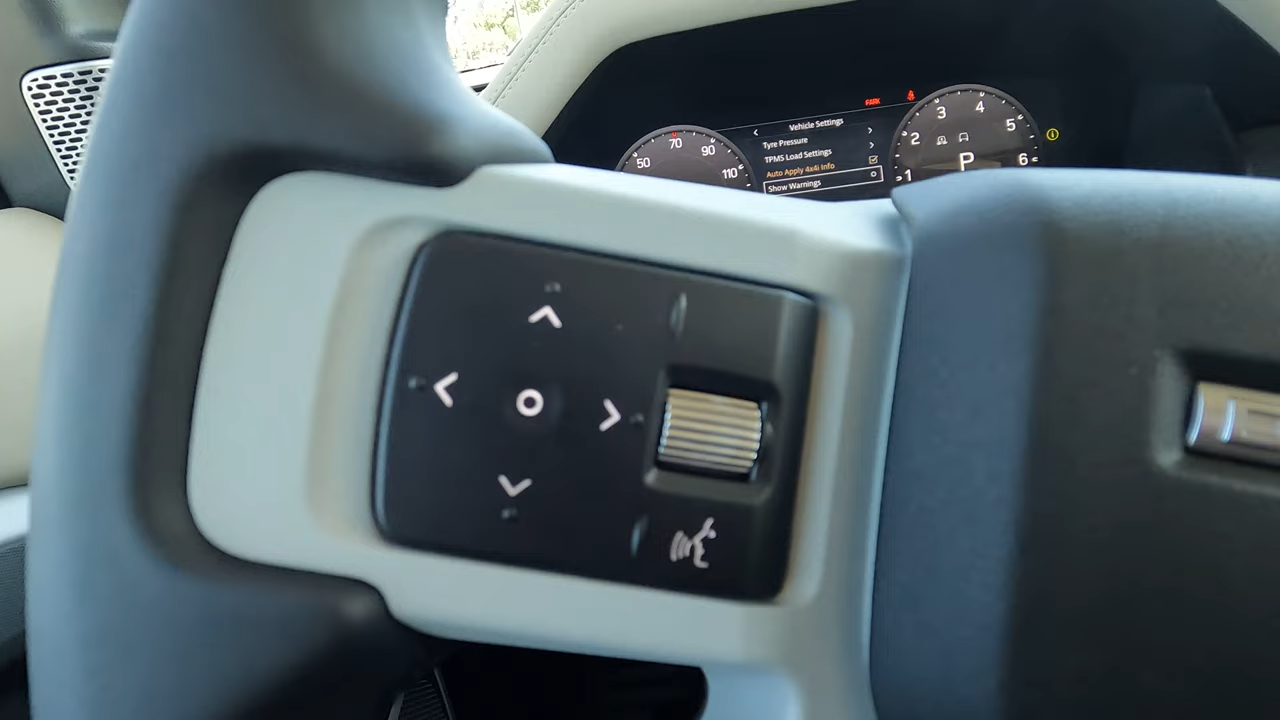 PARK
Vehicle Settings
Tyre Pressure
TPMS Load Settings
Auto Apply 4x4i Info
Show Warnings
50
70
90
110
1
2
3
4
5
6
P